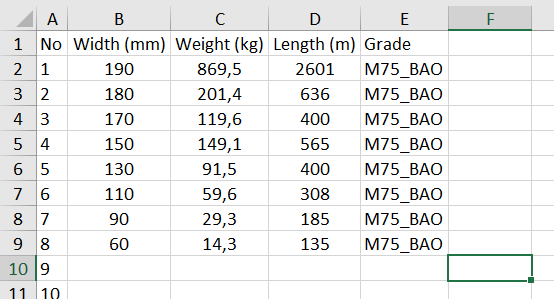 A B C D E F
1 No Width (mm) Weight (kg) Length (m) Grade
2 1 190 869,5 2601 M75_BAO
3 2 180 201,4 636 M75_BAO
4 3 170 119,6 400 M75_BAO
5 4 150 149,1 565 M75_BAO
6 5 130 91,5 400 M75_BAO
7 6 110 59,6 308 M75_BAO
8 7 90 29,3 185 M75_BAO
9 8 60 14,3 135 M75_BAO
10 9
11 10